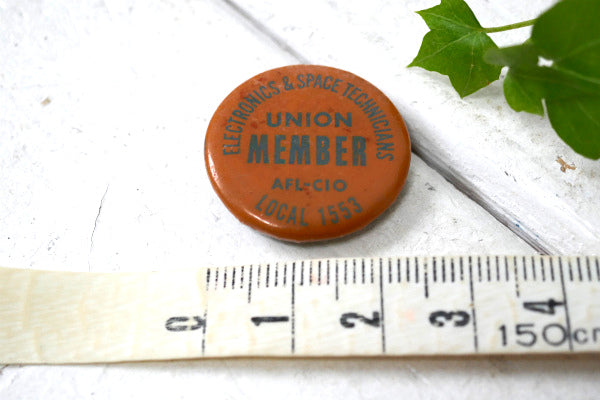 ELECTRONICS & SPACE TECHNICIANS
UNION
MEMBER
AFL-CIO
LOCAL 1553
0 1 2 3 4
150cm